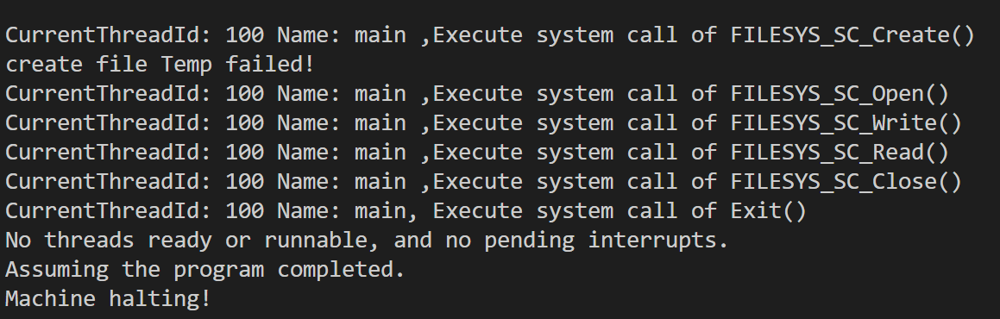 CurrentThreadId: 100 Name: main ,Execute system call of FILESYS_SC_Create()
create file Temp failed!
CurrentThreadId: 100 Name: main ,Execute system call of FILESYS_SC_Open()
CurrentThreadId: 100 Name: main ,Execute system call of FILESYS_SC_Write()
CurrentThreadId: 100 Name: main ,Execute system call of FILESYS_SC_Read()
CurrentThreadId: 100 Name: main ,Execute system call of FILESYS_SC_Close()
CurrentThreadId: 100 Name: main, Execute system call of Exit()
No threads ready or runnable, and no pending interrupts.
Assuming the program completed.
Machine halting!